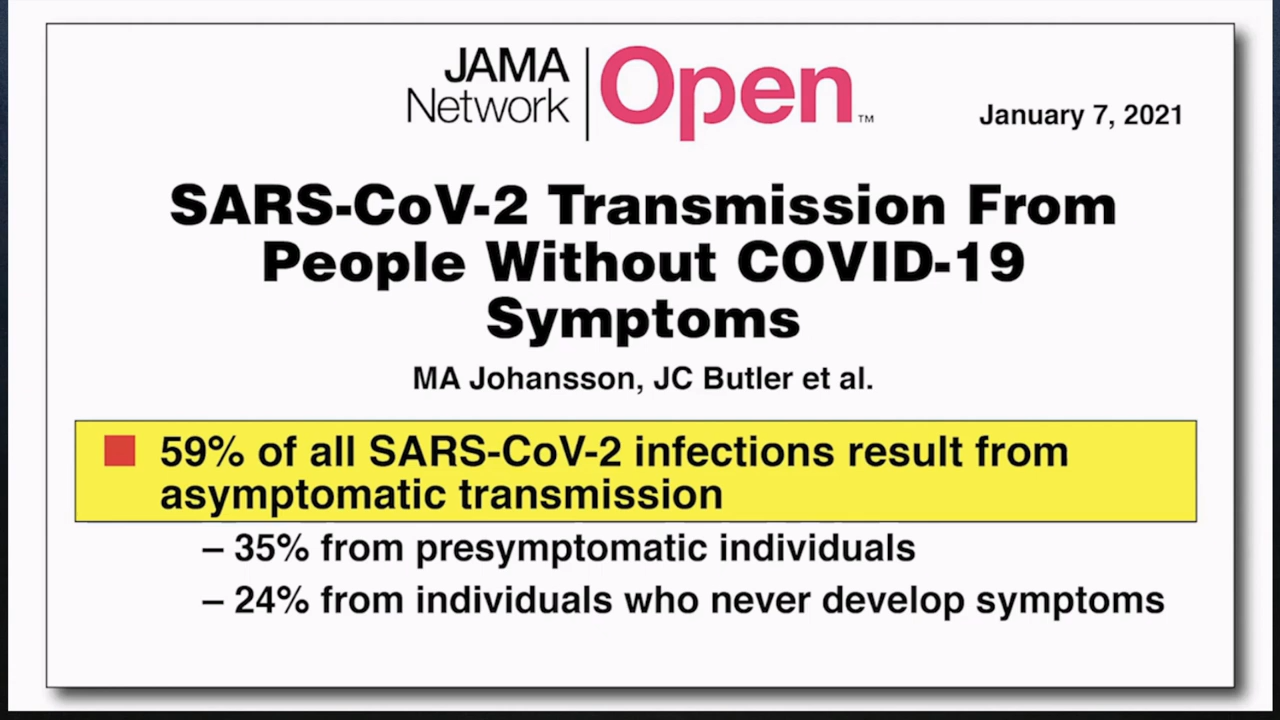 JAMA
Network
Open™
January 7, 2021
SARS-CoV-2 Transmission From
People Without COVID-19
Symptoms
MA Johansson, JC Butler et al.
59% of all SARS-CoV-2 infections result from
asymptomatic transmission
– 35% from presymptomatic individuals
– 24% from individuals who never develop symptoms